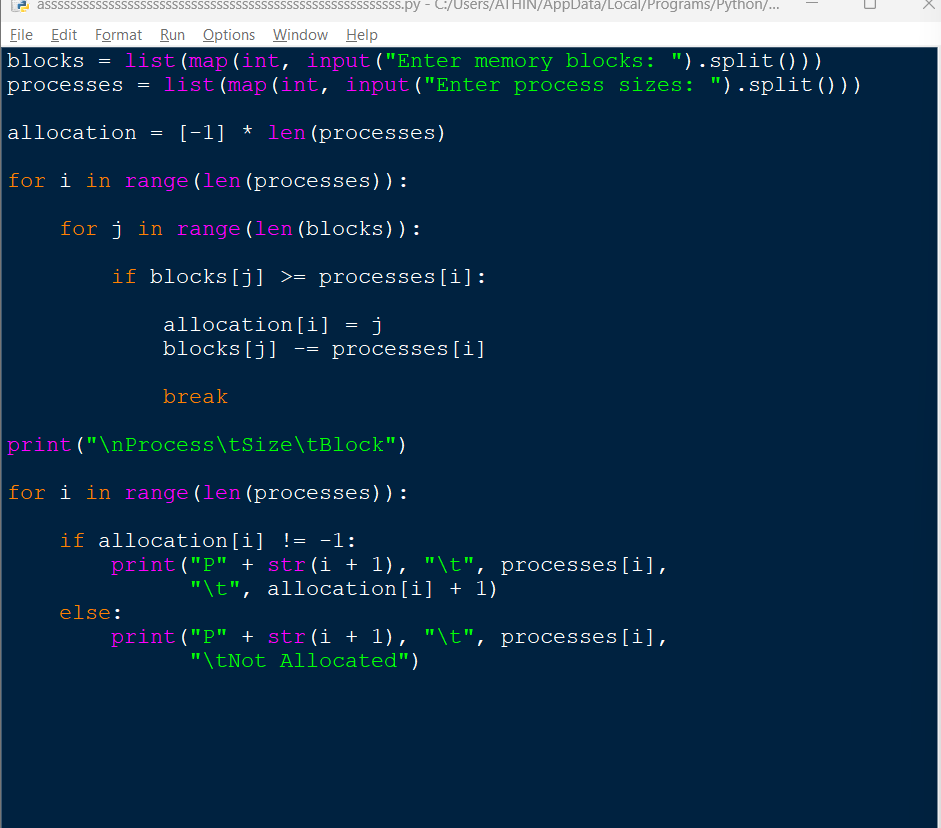 .py - C:/Users/ATHIN/AppData/Local/Programs/Python/...
File Edit Format Run Options Window Help
blocks = list(map(int, input("Enter memory blocks: ").split()))
processes = list(map(int, input("Enter process sizes: ").split()))
allocation = [-1] * len(processes)
for i in range(len(processes)):
    for j in range(len(blocks)):
        if blocks[j] >= processes[i]:
            allocation[i] = j
            blocks[j] -= processes[i]
            break
print("\nProcess\tSize\tBlock")
for i in range(len(processes)):
    if allocation[i] != -1:
        print("P" + str(i + 1), "\t", processes[i],
              "\t", allocation[i] + 1)
    else:
        print("P" + str(i + 1), "\t", processes[i],
              "\tNot Allocated")